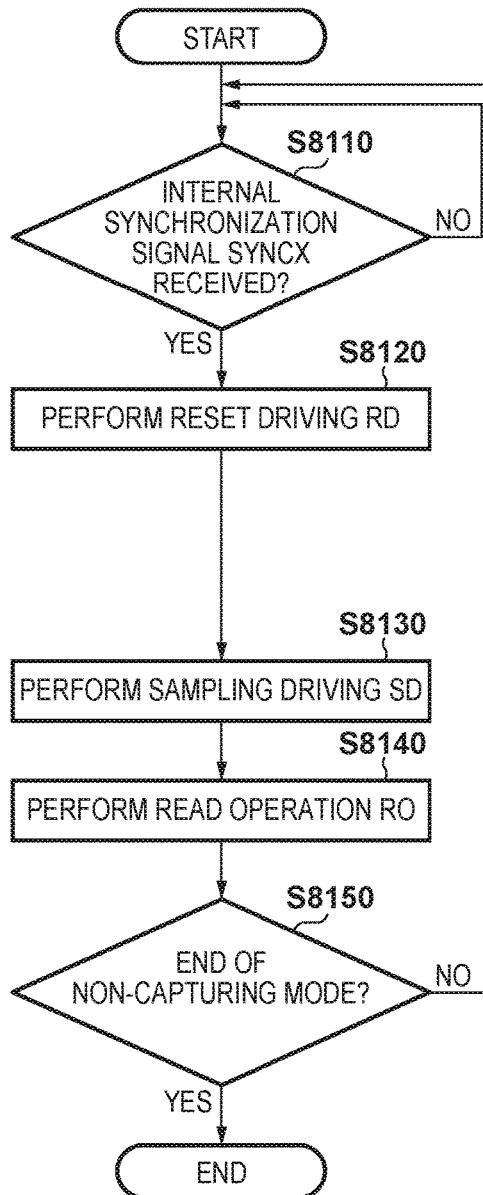 START
S8110
INTERNAL
SYNCHRONIZATION
SIGNAL SYNCX
RECEIVED?
NO
YES
S8120
PERFORM RESET DRIVING RD
S8130
PERFORM SAMPLING DRIVING SD
S8140
PERFORM READ OPERATION RO
S8150
END OF
NON-CAPTURING MODE?
NO
YES
END